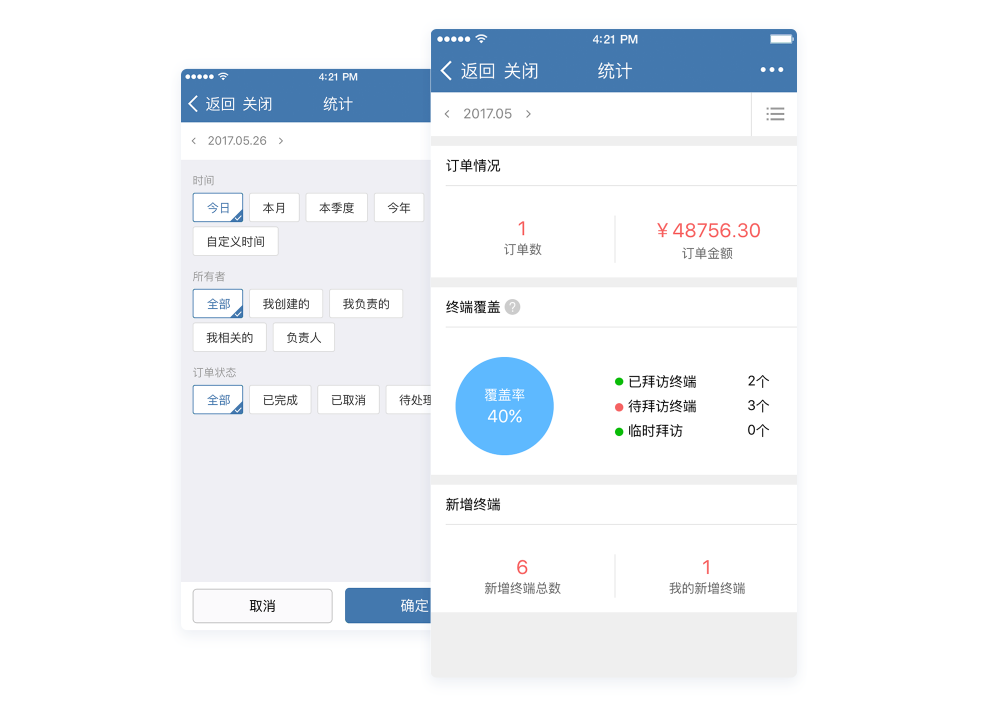 4:21 PM
返回 关闭 统计
2017.05.26
时间
今日 本月 本季度 今年
自定义时间
所有者
全部 我创建的 我负责的
我相关的 负责人
订单状态
全部 已完成 已取消 待处理
取消 确定
4:21 PM
返回 关闭 统计
2017.05
订单情况
1 ￥48756.30
订单数 订单金额
终端覆盖 ?
覆盖率
40%
已拜访终端 2个
待拜访终端 3个
临时拜访 0个
新增终端
6 1
新增终端总数 我的新增终端